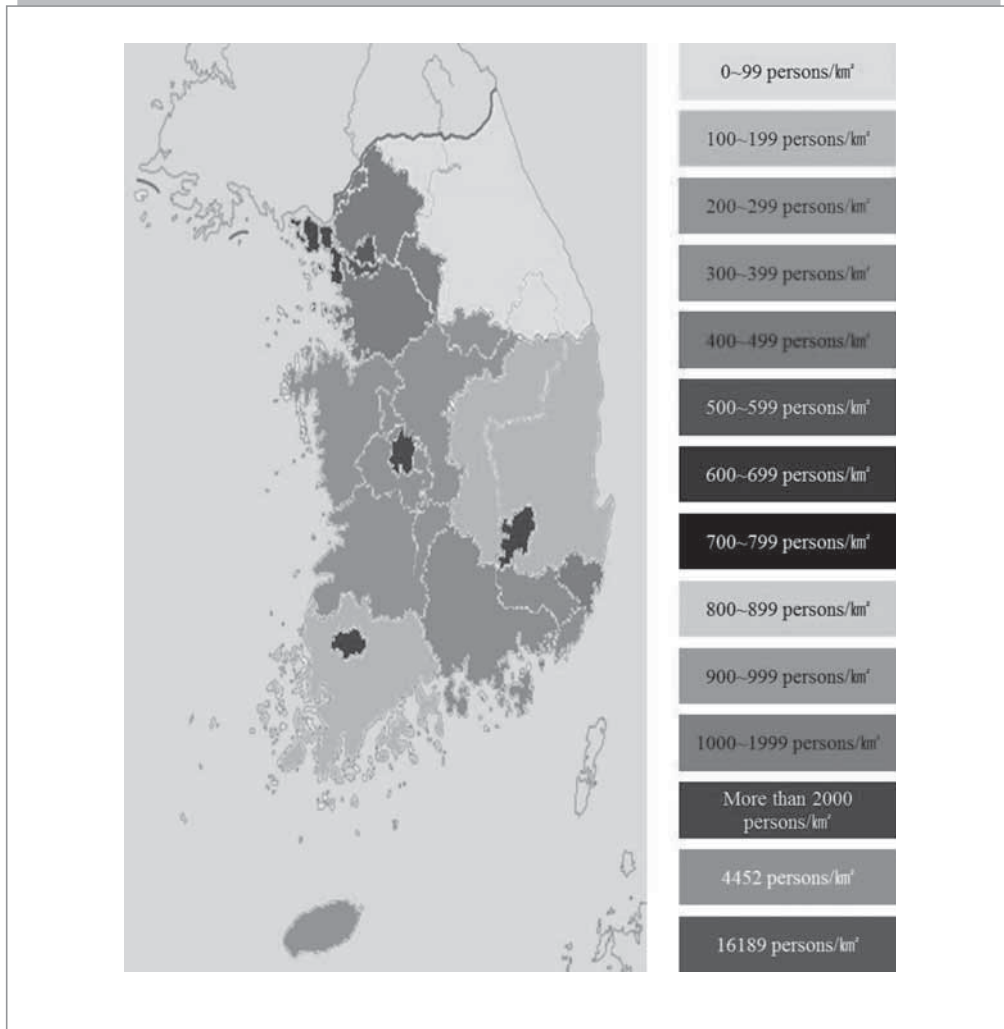 0~99 persons/㎢
100~199 persons/㎢
200~299 persons/㎢
300~399 persons/㎢
400~499 persons/㎢
500~599 persons/㎢
600~699 persons/㎢
700~799 persons/㎢
800~899 persons/㎢
900~999 persons/㎢
1000~1999 persons/㎢
More than 2000
persons/㎢
4452 persons/㎢
16189 persons/㎢